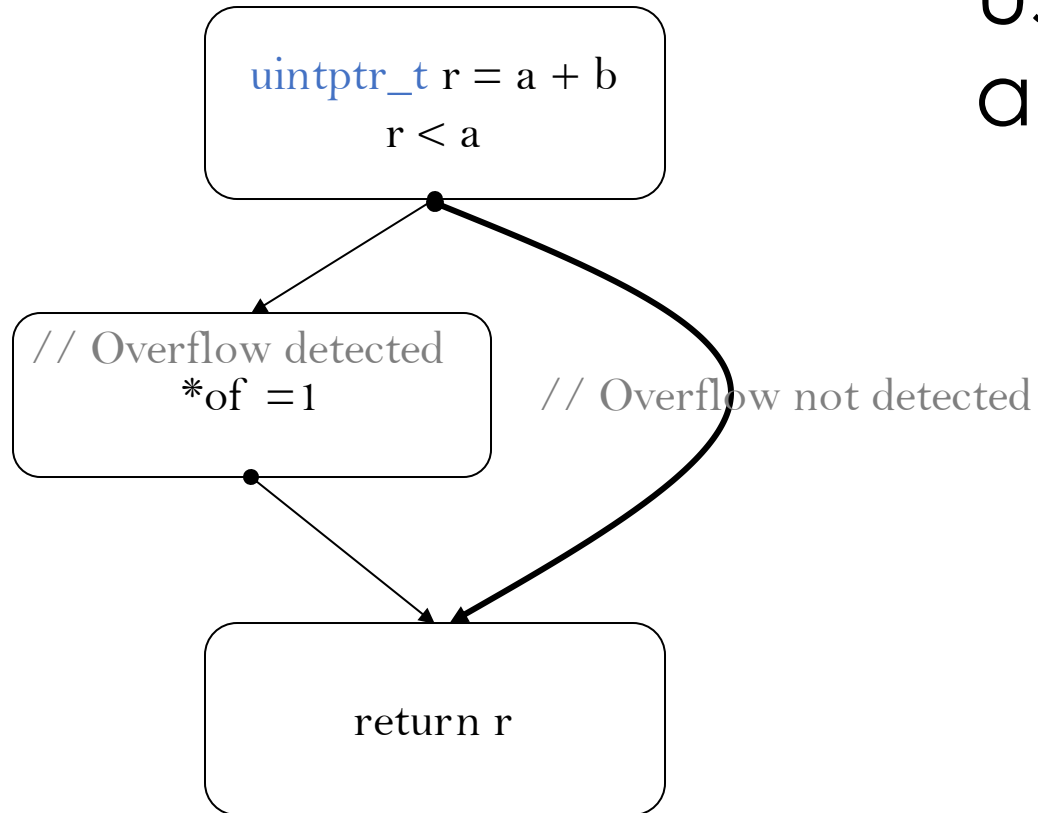 uintptr_t r = a + b
r < a
// Overflow detected
*of =1
// Overflow not detected
return r